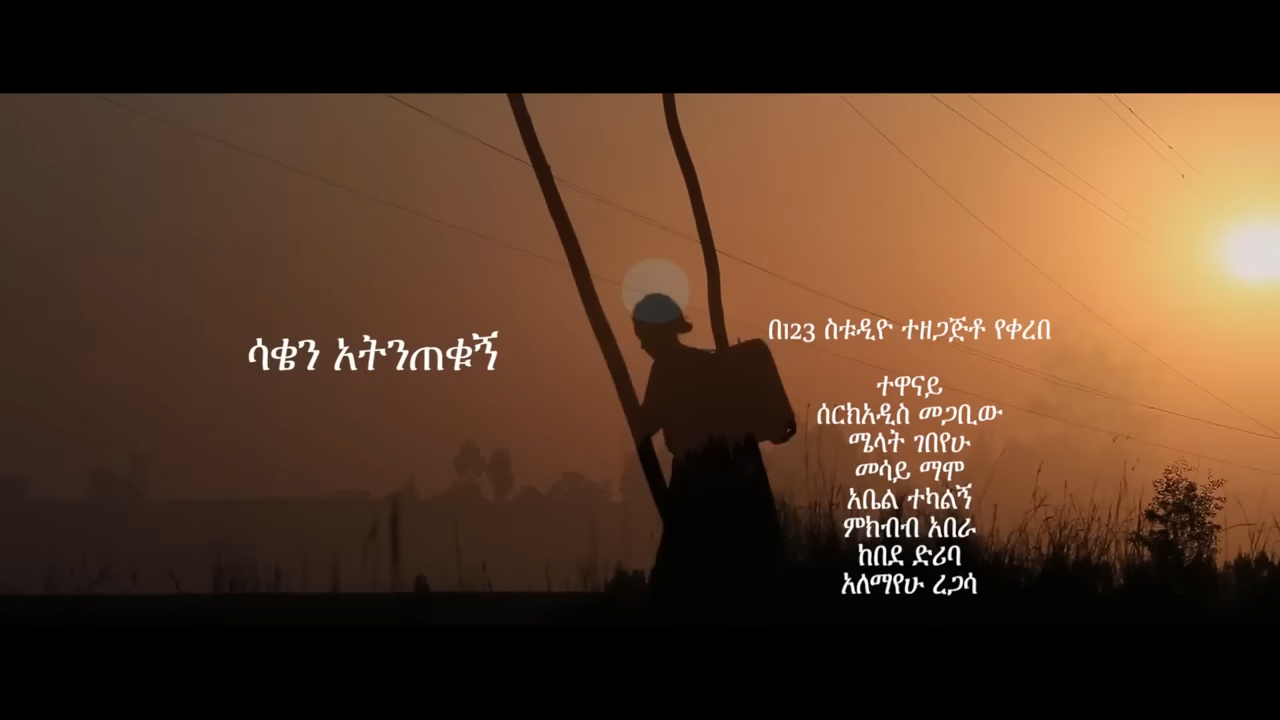 ሳቄን አትንጠቁኝ
በ123 ስቱዲዮ ተዘጋጅቶ የቀረበ
ተዋናይ
ሰርክአዲስ መጋቢው
ሜላት ገበየሁ
መሳይ ማሞ
አቤል ተካልኝ
ምክብብ አበራ
ከበደ ድሪባ
አለማየሁ ረጋሳ